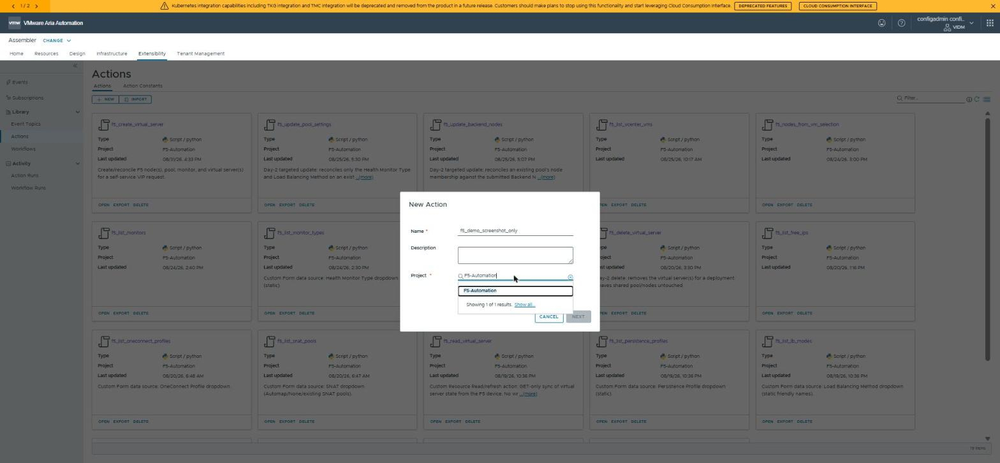 1 / 2
Kubernetes integration capabilities including TKG integration and TMC integration will be deprecated and removed from the product in a future release. Customers should make plans to stop using this functionality and start leveraging Cloud Consumption Interface.
DEPRECATED FEATURES
CLOUD CONSUMPTION INTERFACE
vmw VMware Aria Automation
configadmin confi...
VIDM
Assembler CHANGE
Home Resources Design Infrastructure Extensibility Tenant Management
Events
Subscriptions
Library
Event Topics
Actions
Workflows
Activity
Action Runs
Workflow Runs
Actions
Actions Action Constants
NEW IMPORT
Filter...
f5_create_virtual_server
Type Script / python
Project F5-Automation
Last updated 08/31/26, 4:33 PM
Create/reconcile F5 node(s), pool, monitor, and virtual server(s)
for a self-service VIP request.
OPEN EXPORT DELETE
f5_update_pool_settings
Type Script / python
Project F5-Automation
Last updated 08/25/26, 5:30 PM
Day-2 targeted update: reconciles only the Health Monitor Type
and Load Balancing Method on an exist ...(more)
OPEN EXPORT DELETE
f5_update_backend_nodes
Type Script / python
Project F5-Automation
Last updated 08/25/26, 5:07 PM
Day-2 targeted update: reconciles an existing pool's node
membership against the submitted Backend N ...(more)
f5_list_vcenter_vms
Type Script / python
Project F5-Automation
Last updated 08/25/26, 10:17 AM
EXPORT DELETE
f5_nodes_from_vm_selection
Type Script / python
Project F5-Automation
Last updated 08/24/26, 3:00 PM
OPEN EXPORT DELETE
f5_list_monitors
Type Script / python
Project F5-Automation
Last updated 08/24/26, 2:40 PM
OPEN EXPORT DELETE
f5_list_monitor_types
Type Script / python
Project F5-Automation
Last updated 08/24/26, 2:30 PM
Custom Form data source: Health Monitor Type dropdown
(static).
OPEN EXPORT DELETE
New Action
Name *
f5_demo_screenshot_only
Description
Project *
F5-Automation
F5-Automation
Showing 1 of 1 results. Show all...
CANCEL NEXT
f5_delete_virtual_server
Script / python
F5-Automation
08/20/26, 3:30 PM
ay-2 delete: removes the virtual server(s) for a deployment
eaves shared pool/nodes untouched
EXPORT DELETE
f5_list_free_ips
Type Script / python
Project F5-Automation
Last updated 08/20/26, 1:16 PM
OPEN EXPORT DELETE
f5_list_oneconnect_profiles
Type Script / python
Project F5-Automation
Last updated 08/20/26, 6:48 AM
Custom Form data source: OneConnect Profile dropdown.
OPEN EXPORT DELETE
f5_list_snat_pools
Type Script / python
Project F5-Automation
Last updated 08/20/26, 6:47 AM
Custom Form data source: SNAT dropdown
(Automap/None/existing SNAT pools).
OPEN EXPORT DELETE
f5_read_virtual_server
Type Script / python
Project F5-Automation
Last updated 08/19/26, 10:36 PM
Custom Resource Read/refresh action: GET-only sync of virtual
server state from the F5 device. No wr ...(more)
OPEN EXPORT DELETE
f5_list_persistence_profiles
Type Script / python
Project F5-Automation
Last updated 08/19/26, 10:36 PM
Custom Form data source: Persistence Profile dropdown
(static).
OPEN EXPORT DELETE
f5_list_lb_modes
Type Script / python
Project F5-Automation
Last updated 08/19/26, 10:36 PM
Custom Form data source: Load Balancing Method dropdown
(static friendly names).
OPEN EXPORT DELETE
19 items